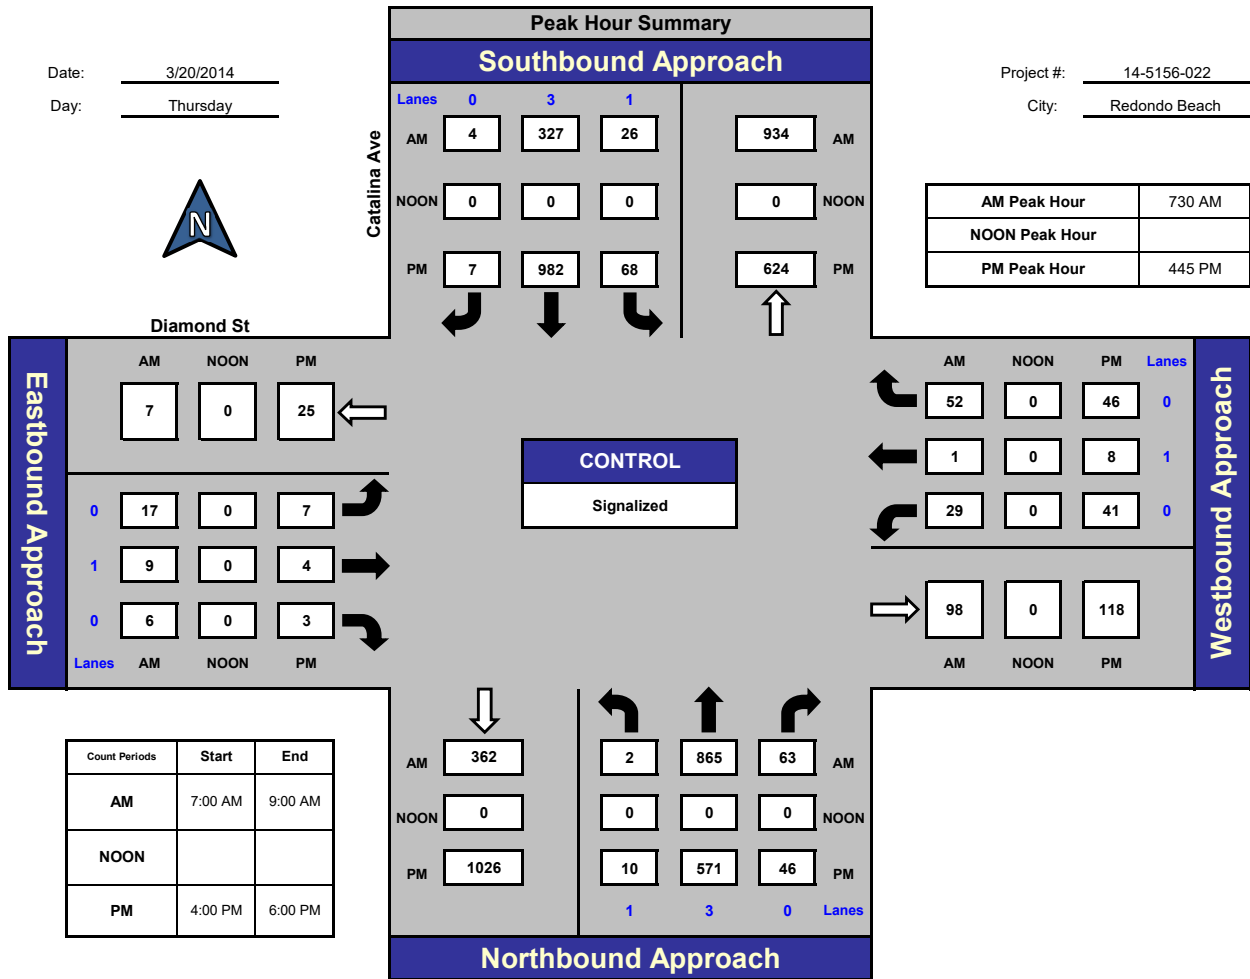 Peak Hour Summary
Southbound Approach
Date: 3/20/2014
Day: Thursday
Project #: 14-5156-022
City: Redondo Beach
Lanes 0 3 1
AM 4 327 26 934 AM
NOON 0 0 0 0 NOON
PM 7 982 68 624 PM
Catalina Ave
N
AM Peak Hour 730 AM
NOON Peak Hour
PM Peak Hour 445 PM
Diamond St
Eastbound Approach
AM NOON PM
7 0 25
0 17 0 7
1 9 0 4
0 6 0 3
Lanes AM NOON PM
CONTROL
Signalized
AM NOON PM Lanes
52 0 46 0
1 0 8 1
29 0 41 0
98 0 118
AM NOON PM
Westbound Approach
Count Periods Start End
AM 7:00 AM 9:00 AM
NOON
PM 4:00 PM 6:00 PM
AM 362 2 865 63 AM
NOON 0 0 0 0 NOON
PM 1026 10 571 46 PM
1 3 0 Lanes
Northbound Approach